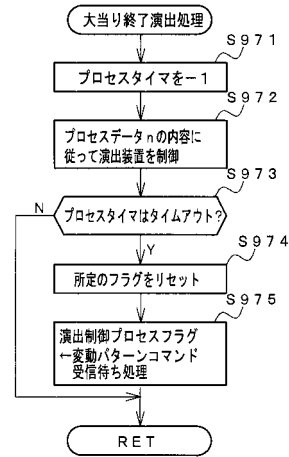 大当り終了演出処理
S971
プロセスタイマを－1
S972
プロセスデータnの内容に
従って演出装置を制御
S973
N
プロセスタイマはタイムアウト?
Y
S974
所定のフラグをリセット
S975
演出制御プロセスフラグ
←変動パターンコマンド
受信待ち処理
RET